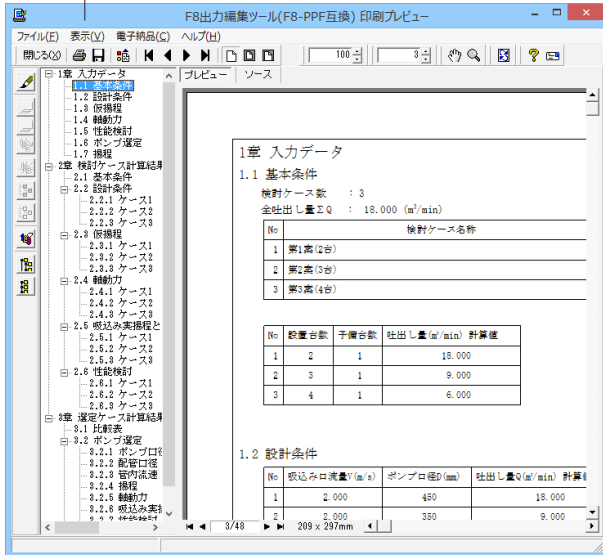 F8出力編集ツール(F8-PPF互換) 印刷プレビュー
ファイル(F) 表示(V) 電子納品(C) ヘルプ(H)
閉じる(X) 100 3
プレビュー ソース
1章 入力データ
1.1 基本条件
1.2 設計条件
1.3 仮揚程
1.4 軸動力
1.5 性能検討
1.6 ポンプ選定
1.7 揚程
2章 検討ケース計算結果
2.1 基本条件
2.2 設計条件
2.2.1 ケース1
2.2.2 ケース2
2.2.3 ケース3
2.3 仮揚程
2.3.1 ケース1
2.3.2 ケース2
2.3.3 ケース3
2.4 軸動力
2.4.1 ケース1
2.4.2 ケース2
2.4.3 ケース3
2.5 吸込み実揚程と
2.5.1 ケース1
2.5.2 ケース2
2.5.3 ケース3
2.6 性能検討
2.6.1 ケース1
2.6.2 ケース2
2.6.3 ケース3
3章 選定ケース計算結果
3.1 比較表
3.2 ポンプ選定
3.2.1 ポンプ口径
3.2.2 配管口径
3.2.3 管内流速
3.2.4 揚程
3.2.5 軸動力
3.2.6 吸込み実
1章 入力データ
1.1 基本条件
検討ケース数 : 3
全吐出し量ΣQ : 18.000 (m³/min)
No 検討ケース名称
1 第1案(2台)
2 第2案(3台)
3 第3案(4台)
No 設置台数 予備台数 吐出し量(m³/min) 計算値
1 2 1 18.000
2 3 1 9.000
3 4 1 6.000
1.2 設計条件
No 吸込み口流量V(m/s) ポンプ口径D(mm) 吐出し量Q(m³/min) 計算
1 2.000 450 18.000
2 2.000 350 9.000
3/48 209 x 297mm